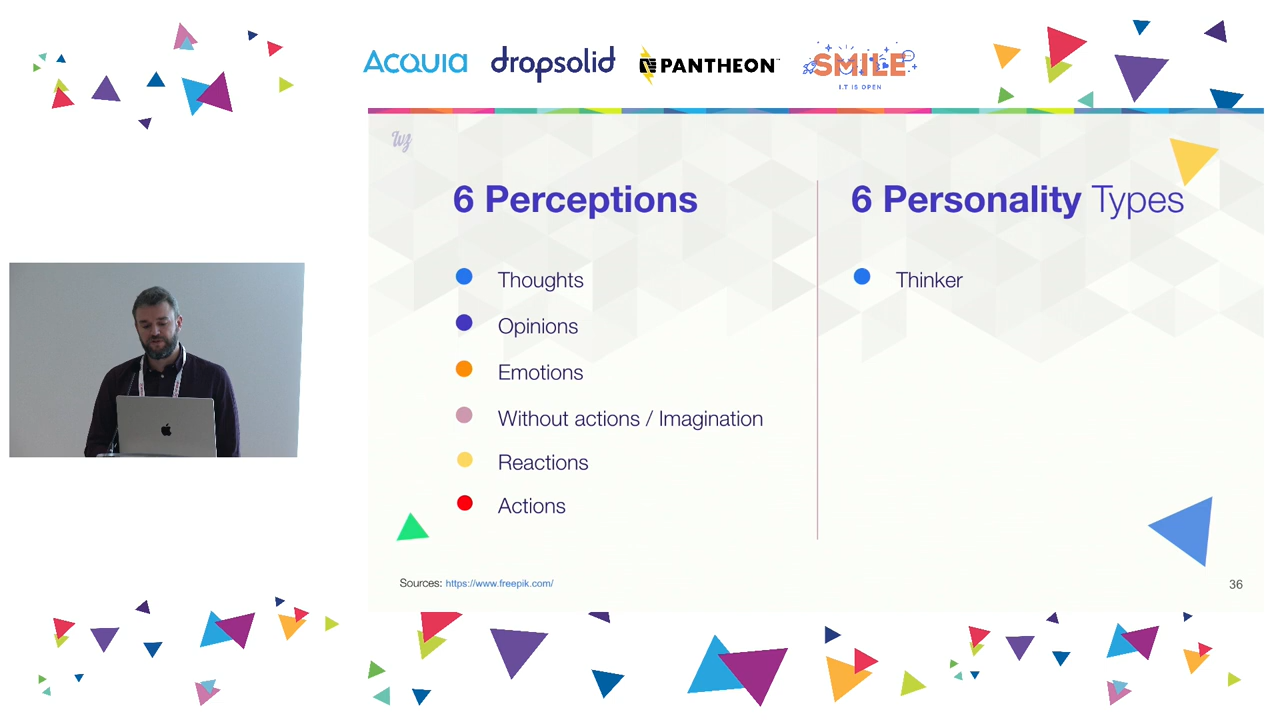 ACQUIA
dropsolid
PANTHEON
SMILE
I.T IS OPEN
6 Perceptions
Thoughts
Opinions
Emotions
Without actions / Imagination
Reactions
Actions
6 Personality Types
Thinker
Sources: https://www.freepik.com/
36